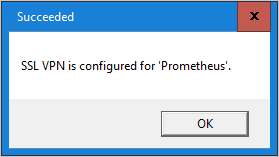 Succeeded
SSL VPN is configured for 'Prometheus'.
OK